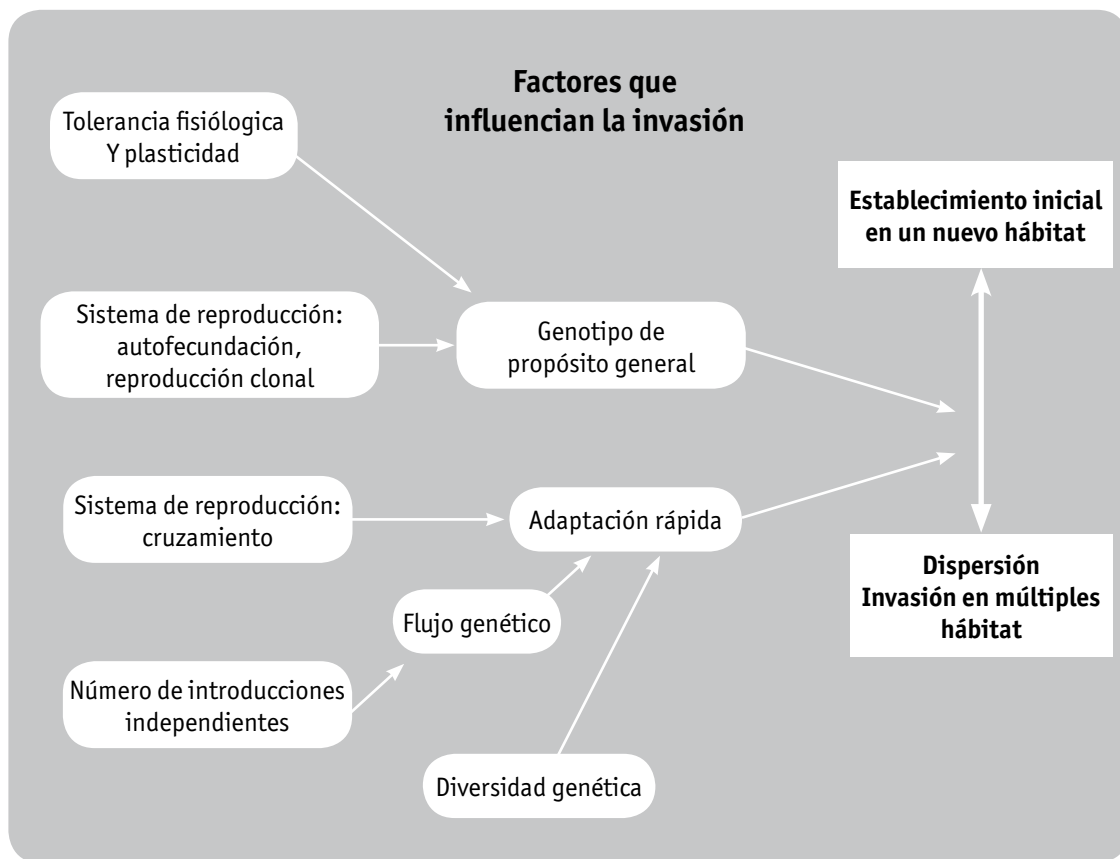 Factores que
influencian la invasión
Tolerancia fisiólogica
Y plasticidad
Establecimiento inicial
en un nuevo hábitat
Sistema de reproducción:
autofecundación,
reproducción clonal
Genotipo de
propósito general
Sistema de reproducción:
cruzamiento
Adaptación rápida
Dispersión
Invasión en múltiples
hábitat
Flujo genético
Número de introducciones
independientes
Diversidad genética